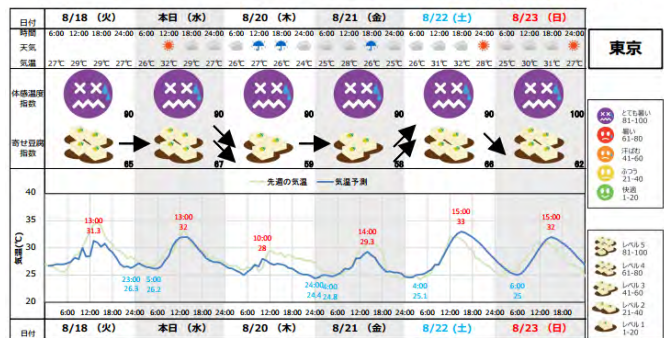 日付 8/18 (火) 本日 (水) 8/20 (木) 8/21 (金) 8/22 (土) 8/23 (日)
時間 6:00 12:00 18:00 24:00 6:00 12:00 18:00 24:00 6:00 12:00 18:00 24:00 6:00 12:00 18:00 24:00 6:00 12:00 18:00 24:00 6:00 12:00 18:00 24:00
天気
気温 27℃ 29℃ 29℃ 27℃ 26℃ 32℃ 29℃ 27℃ 26℃ 27℃ 26℃ 24℃ 25℃ 28℃ 26℃ 25℃ 26℃ 31℃ 32℃ 28℃ 25℃ 30℃ 31℃ 27℃
東京
体感温度
指数
90 90 90 90 90 100
寄せ豆腐
指数
65 67 59 58 66 62
とても暑い
81-100
暑い
61-80
汗ばむ
41-60
ふつう
21-40
快適
1-20
先週の気温 気温予測
気温(℃)
40
35
30
25
20
13:00
31.3
23:00
26.3
5:00
26.2
13:00
32
10:00
28
24:00
24.4
4:00
24.8
14:00
29.3
4:00
25.1
15:00
33
6:00
25
15:00
32
6:00 12:00 18:00 24:00 6:00 12:00 18:00 24:00 6:00 12:00 18:00 24:00 6:00 12:00 18:00 24:00 6:00 12:00 18:00 24:00 6:00 12:00 18:00 24:00
日付 8/18 (火) 本日 (水) 8/20 (木) 8/21 (金) 8/22 (土) 8/23 (日)
レベル5
81-100
レベル4
61-80
レベル3
41-60
レベル2
21-40
レベル1
1-20